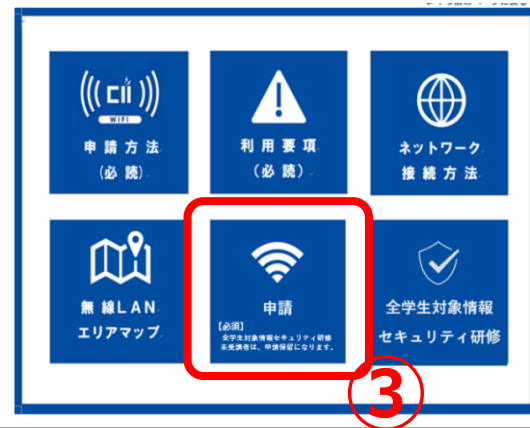 ((( CII )))
WiFi
申請方法
(必読)
利用要項
(必読)
ネットワーク
接続方法
無線LAN
エリアマップ
申請
【必須】
全学生対象情報セキュリティ研修
未受講者は、申請保留になります。
全学生対象情報
セキュリティ研修
③